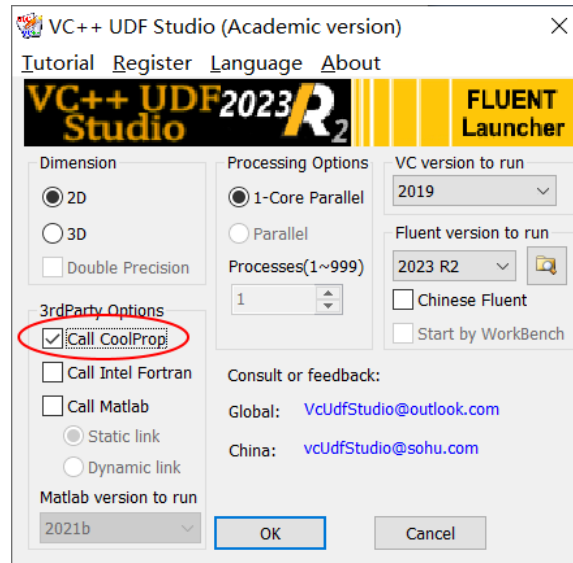 VC++ UDF Studio (Academic version)
Tutorial Register Language About
VC++ UDF Studio 2023 R2 FLUENT Launcher
Dimension
2D
3D
Double Precision
Processing Options
1-Core Parallel
Parallel
Processes(1~999)
1
VC version to run
2019
Fluent version to run
2023 R2
Chinese Fluent
Start by WorkBench
3rdParty Options
Call CoolProp
Call Intel Fortran
Call Matlab
Static link
Dynamic link
Matlab version to run
2021b
Consult or feedback:
Global: VcUdfStudio@outlook.com
China: vcUdfStudio@sohu.com
OK
Cancel